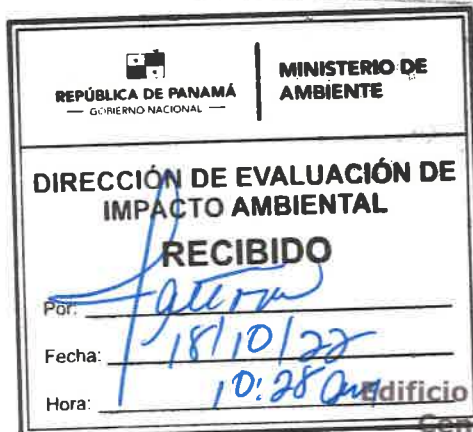 REPÚBLICA DE PANAMÁ
— GOBIERNO NACIONAL —
MINISTERIO DE
AMBIENTE
DIRECCIÓN DE EVALUACIÓN DE
IMPACTO AMBIENTAL
RECIBIDO
Por:
Fecha: 18/10/22
Hora: 10:28 am
Edificio